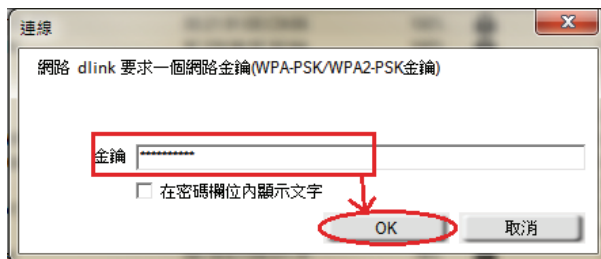 連線
網路 dlink 要求一個網路金鑰(WPA-PSK/WPA2-PSK金鑰)
金鑰 **********
在密碼欄位內顯示文字
OK 取消